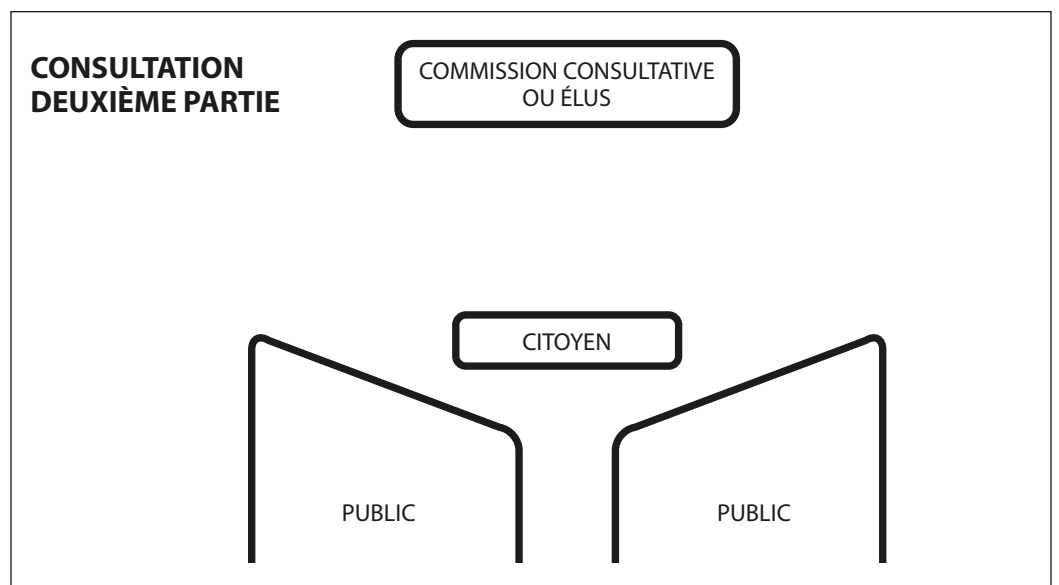 CONSULTATION
DEUXIÈME PARTIE
COMMISSION CONSULTATIVE
OU ÉLUS
CITOYEN
PUBLIC
PUBLIC